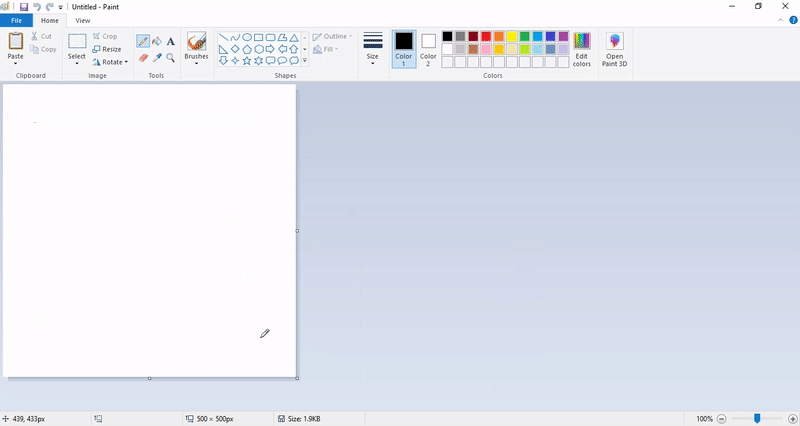 Untitled - Paint
File Home View
Paste Cut Copy Clipboard
Select Crop Resize Rotate Image
A Tools
Brushes
Shapes Outline Fill
Size
Color 1 Color 2 Edit colors Colors
Open Paint 3D
439, 433px 500 × 500px Size: 1.9KB 100%